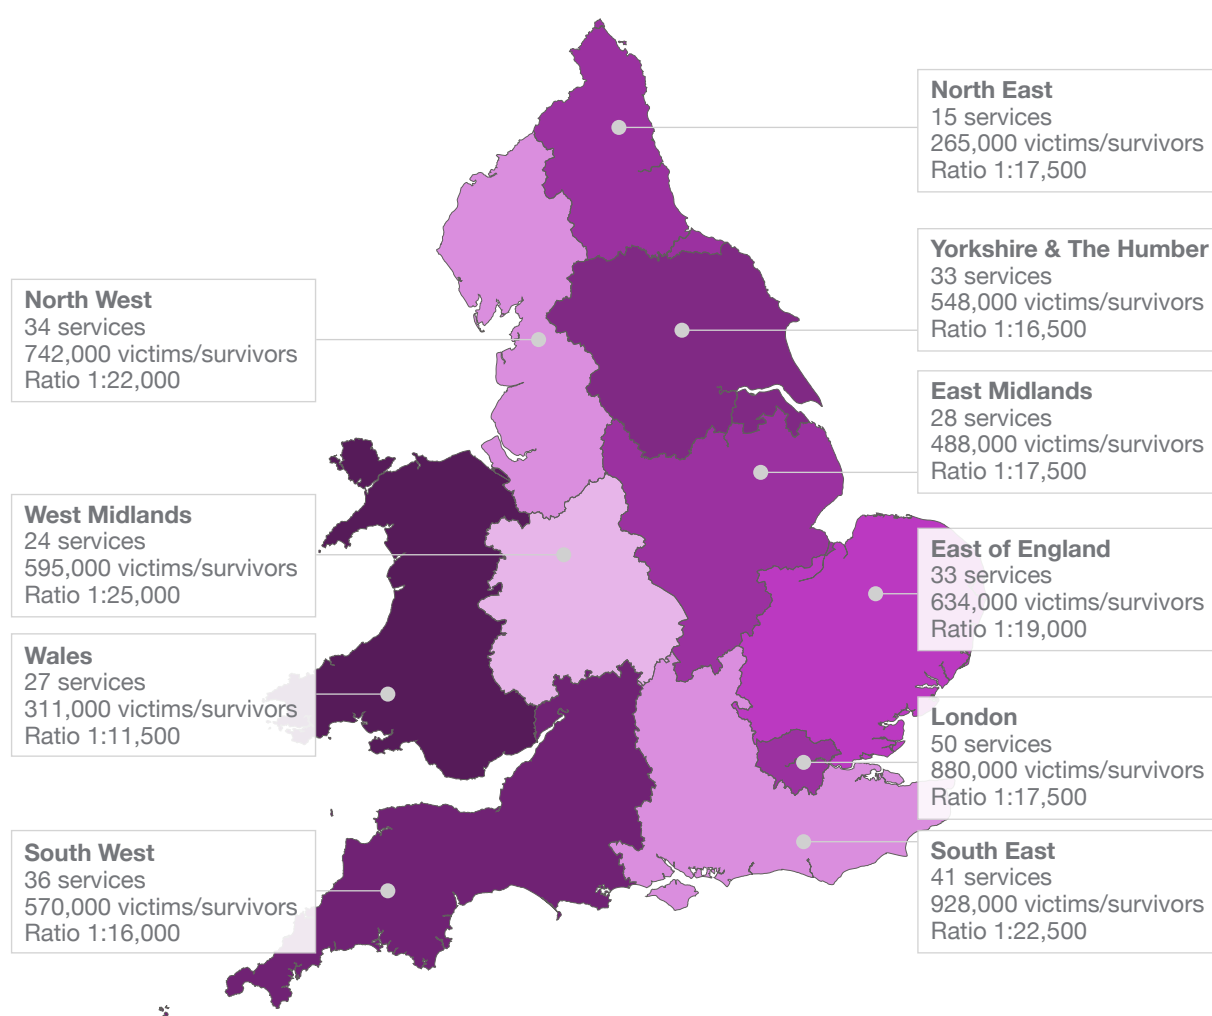 North East
15 services
265,000 victims/survivors
Ratio 1:17,500
Yorkshire & The Humber
33 services
548,000 victims/survivors
Ratio 1:16,500
North West
34 services
742,000 victims/survivors
Ratio 1:22,000
East Midlands
28 services
488,000 victims/survivors
Ratio 1:17,500
West Midlands
24 services
595,000 victims/survivors
Ratio 1:25,000
East of England
33 services
634,000 victims/survivors
Ratio 1:19,000
Wales
27 services
311,000 victims/survivors
Ratio 1:11,500
London
50 services
880,000 victims/survivors
Ratio 1:17,500
South West
36 services
570,000 victims/survivors
Ratio 1:16,000
South East
41 services
928,000 victims/survivors
Ratio 1:22,500